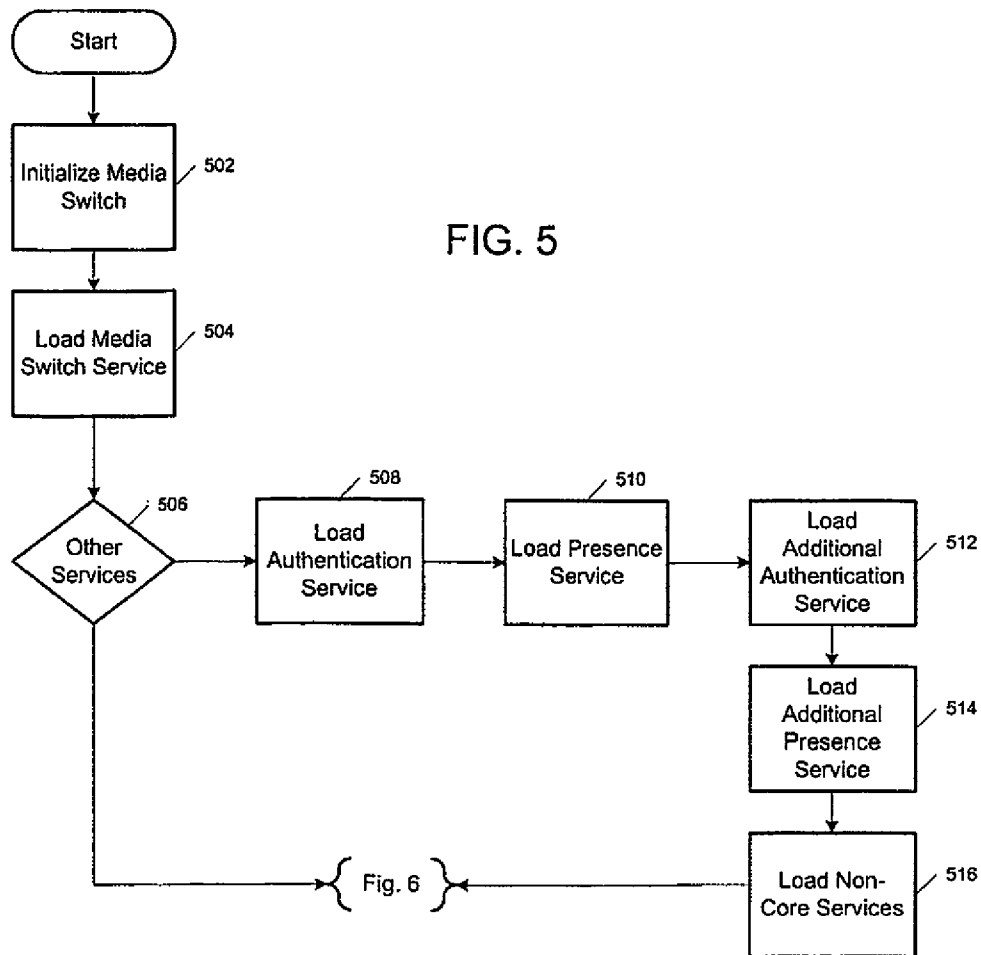 Start
Initialize Media
Switch
502
FIG. 5
Load Media
Switch Service
504
Other
Services
506
Load
Authentication
Service
508
Load Presence
Service
510
Load
Additional
Authentication
Service
512
Load
Additional
Presence
Service
514
Load Non-
Core Services
516
Fig. 6